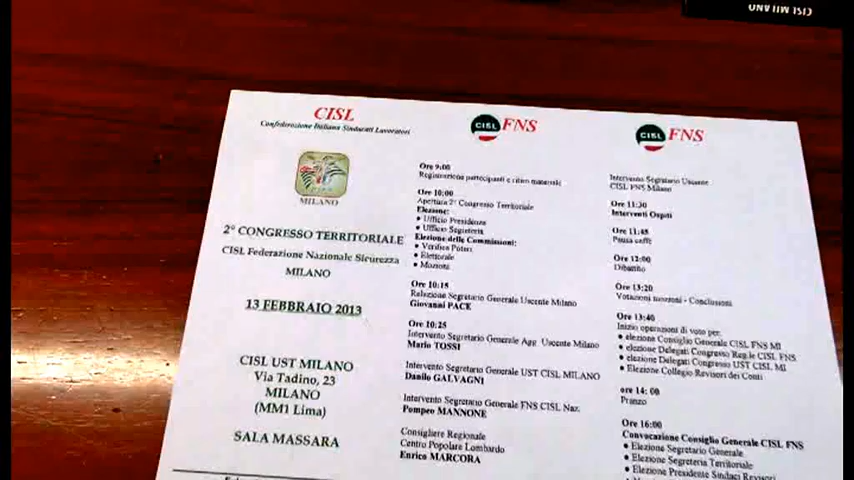 CISL MILANO
CISL
Confederazione Italiana Sindacati Lavoratori
MILANO
2° CONGRESSO TERRITORIALE
CISL Federazione Nazionale Sicurezza
MILANO
13 FEBBRAIO 2013
CISL UST MILANO
Via Tadino, 23
MILANO
(MM1 Lima)
SALA MASSARA
CISL FNS
Ore 9:00
Registrazione partecipanti e ritiro materiale
Ore 10:00
Apertura 2° Congresso Territoriale
Elezione:
• Ufficio Presidenza
• Ufficio Segreteria
Elezione delle Commissioni:
• Verifica Poteri
• Elettorale
• Mozioni
Ore 10:15
Relazione Segretario Generale Uscente Milano
Giovanni PACE
Ore 10:25
Intervento Segretario Generale Agg. Uscente Milano
Mario TOSSI
Intervento Segretario Generale UST CISL MILANO
Danilo GALVAGNI
Intervento Segretario Generale FNS CISL Naz.
Pompeo MANNONE
Consigliere Regionale
Centro Popolare Lombardo
Enrico MARCORA
CISL FNS
Intervento Segretario Uscente
CISL FNS Milano
Ore 11:30
Interventi Ospiti
Ore 11:45
Pausa caffè
Ore 12:00
Dibattito
Ore 13:20
Votazioni mozioni - Conclusioni
Ore 13:40
Inizio operazioni di voto per:
• elezione Consiglio Generale CISL FNS MI
• elezione Delegati Congresso Reg.le CISL FNS
• elezione Delegati Congresso UST CISL MI
• Elezione Collegio Revisori dei Conti
ore 14: 00
Pranzo
Ore 16:00
Convocazione Consiglio Generale CISL FNS
• Elezione Segretario Generale
• Elezione Segreteria Territoriale
• Elezione Presidente Sindaci Revisori